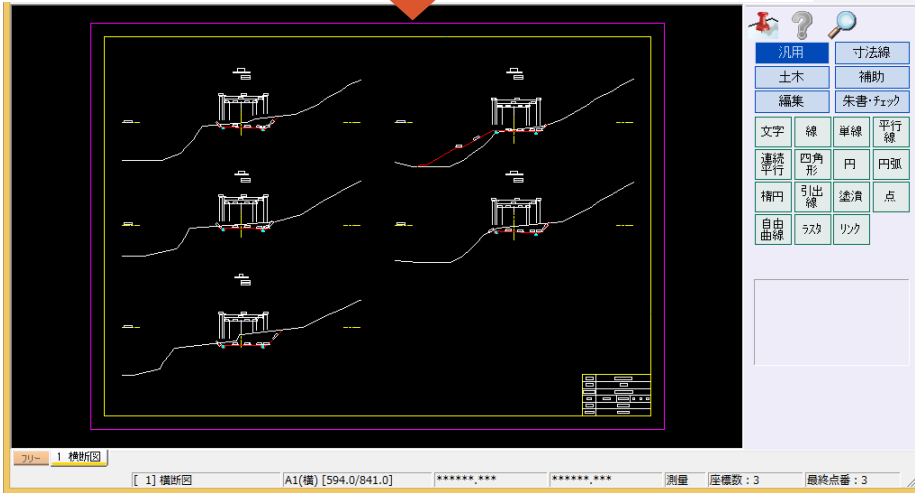 汎用 寸法線
土木 補助
編集 朱書・チェック
文字 線 単線 平行線
連続平行 四角形 円 円弧
楕円 引出線 塗潰 点
自由曲線 ラスタ リンク
フリー 1 横断図
[ 1] 横断図 A1(横) [594.0/841.0] ******.*** ******.*** 測量 座標数：3 最終点番：3